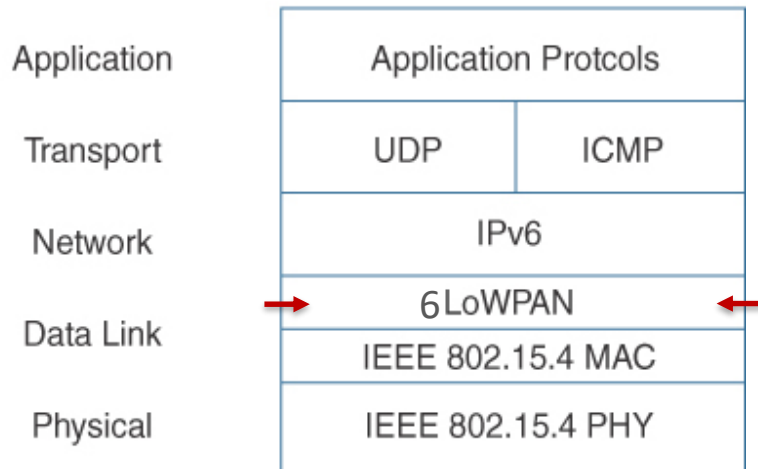 Application
Application Protcols
Transport
UDP
ICMP
Network
IPv6
6LoWPAN
Data Link
IEEE 802.15.4 MAC
Physical
IEEE 802.15.4 PHY